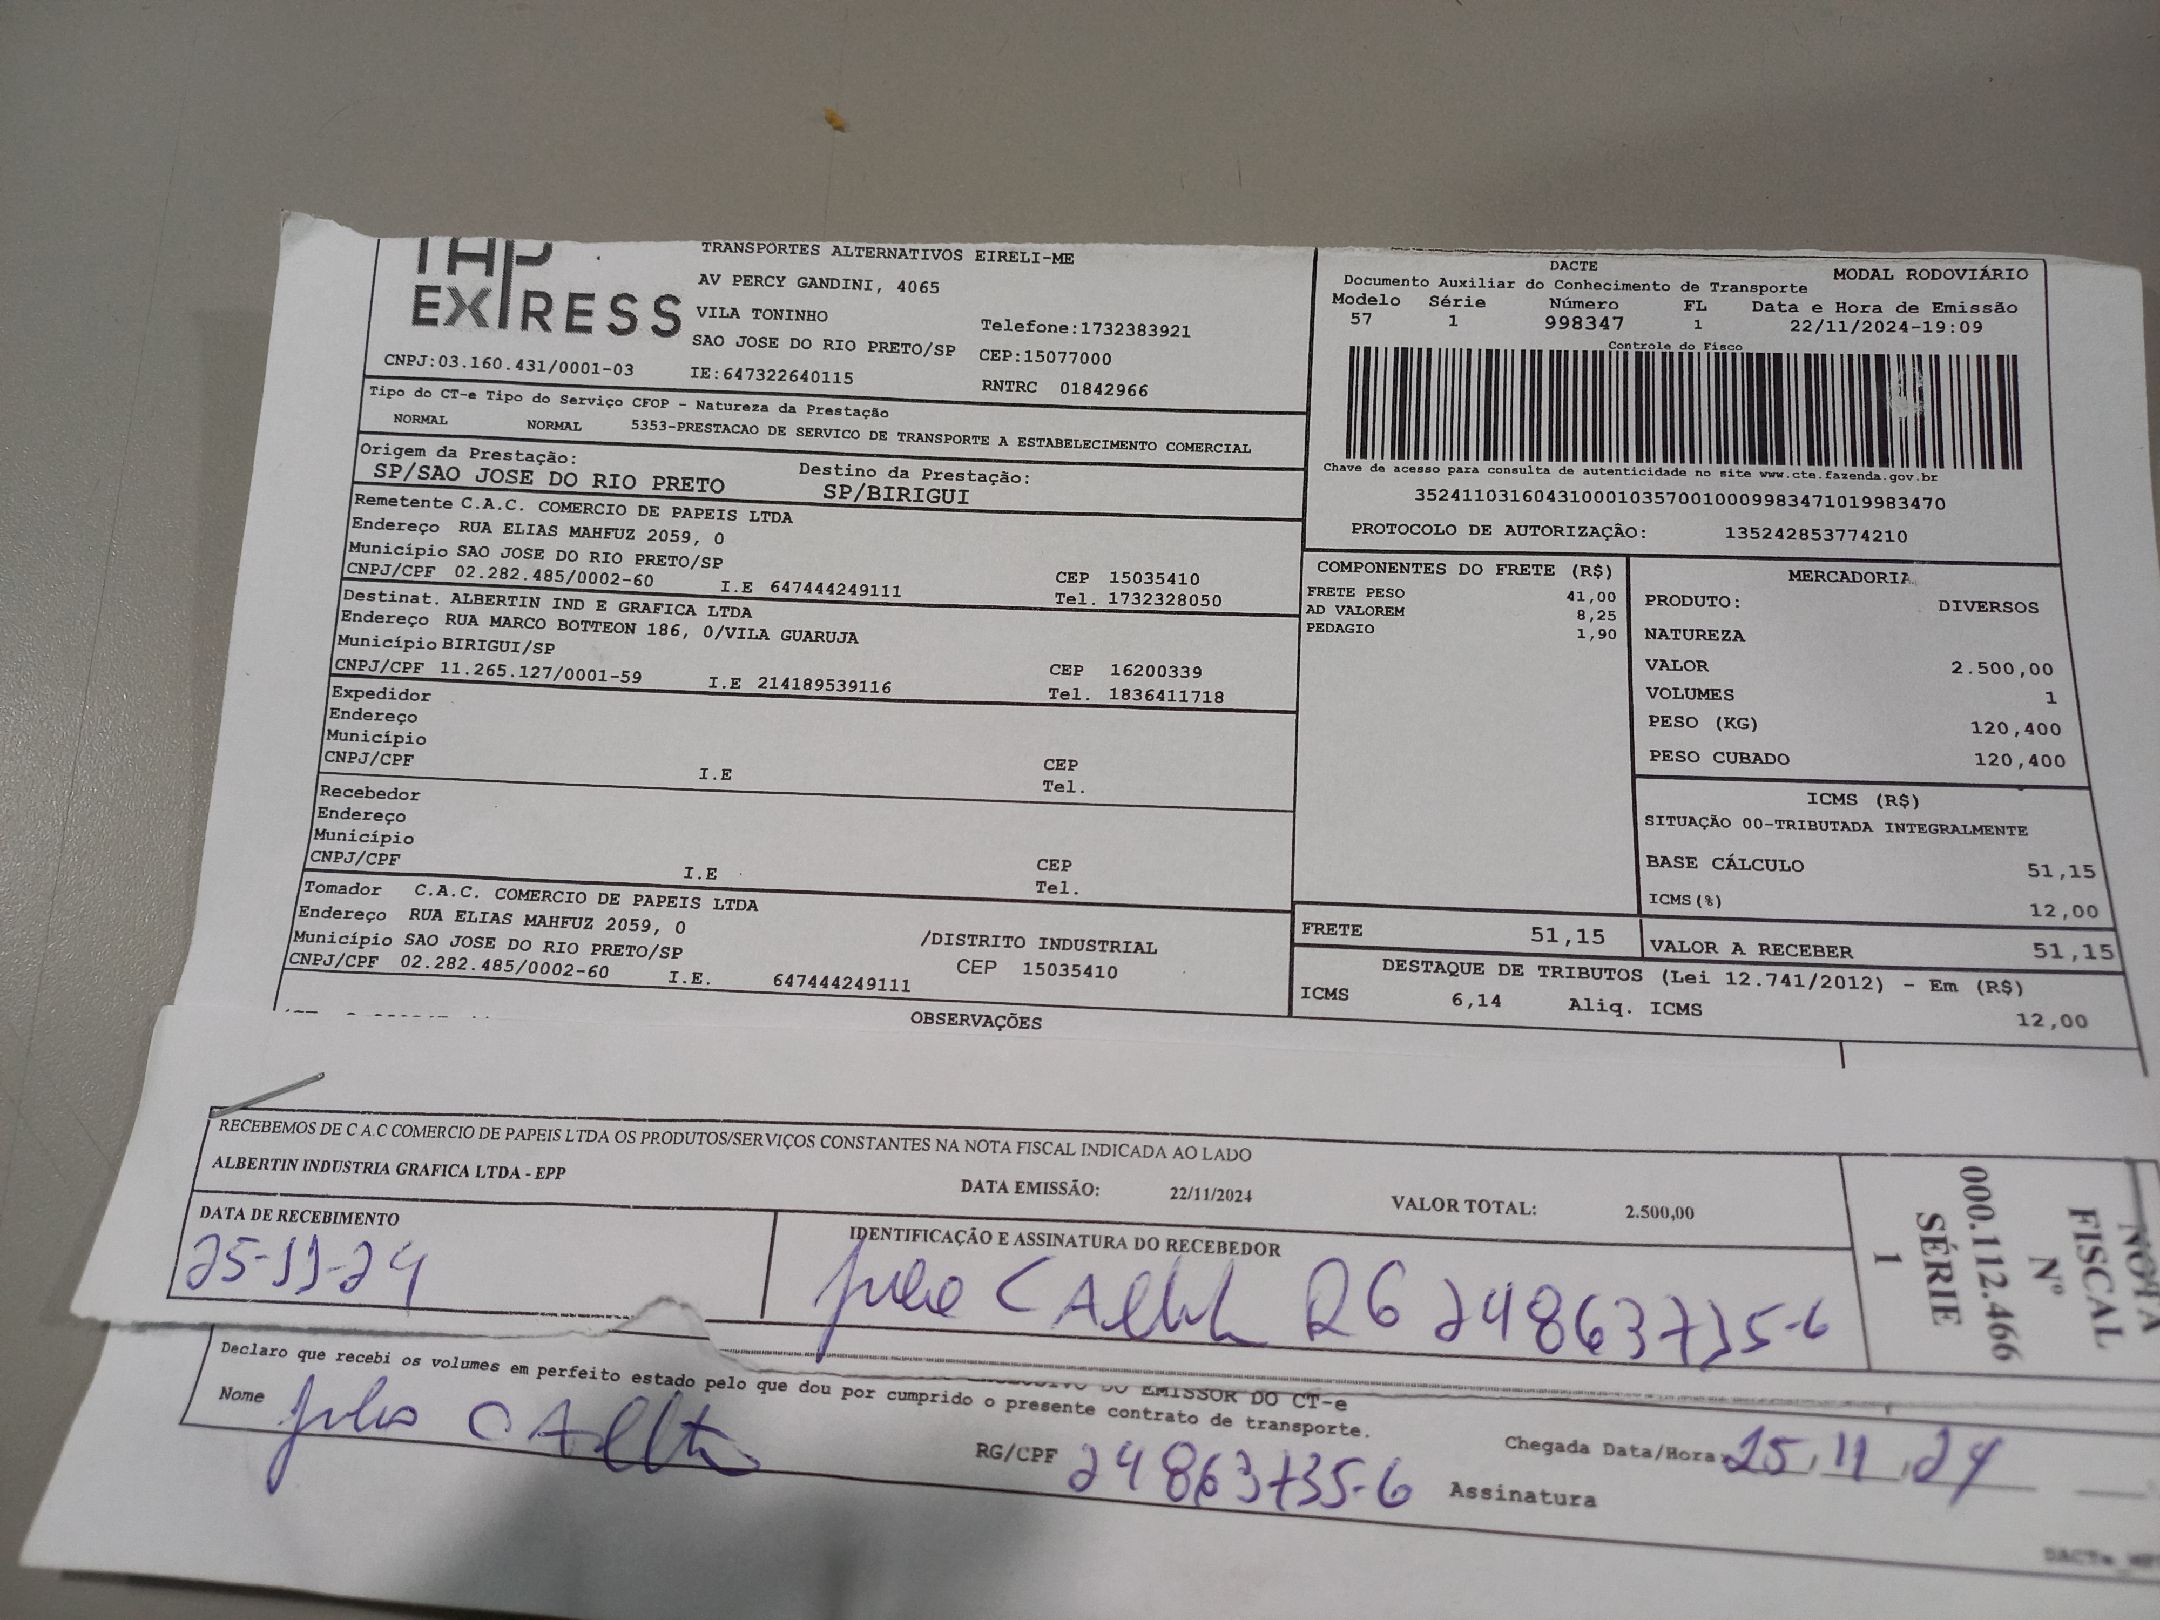 EXPRESS
TRANSPORTES ALTERNATIVOS EIRELI-ME
AV PERCY GANDINI, 4065
VILA TONINHO
Telefone:1732383921
SAO JOSE DO RIO PRETO/SP CEP:15077000
CNPJ:03.160.431/0001-03 IE:647322640115 RNTRC 01842966
Tipo do CT-e Tipo do Serviço CFOP - Natureza da Prestação
NORMAL NORMAL 5353-PRESTACAO DE SERVICO DE TRANSPORTE A ESTABELECIMENTO COMERCIAL
Origem da Prestação: Destino da Prestação:
SP/SAO JOSE DO RIO PRETO SP/BIRIGUI
Remetente C.A.C. COMERCIO DE PAPEIS LTDA
Endereço RUA ELIAS MAHFUZ 2059, 0
Município SAO JOSE DO RIO PRETO/SP CEP 15035410
CNPJ/CPF 02.282.485/0002-60 I.E 647444249111 Tel. 1732328050
Destinat. ALBERTIN IND E GRAFICA LTDA
Endereço RUA MARCO BOTTEON 186, 0/VILA GUARUJA
Município BIRIGUI/SP CEP 16200339
CNPJ/CPF 11.265.127/0001-59 I.E 214189539116 Tel. 1836411718
Expedidor
Endereço
Município CEP
CNPJ/CPF I.E Tel.
Recebedor
Endereço
Município CEP
CNPJ/CPF I.E Tel.
Tomador C.A.C. COMERCIO DE PAPEIS LTDA
Endereço RUA ELIAS MAHFUZ 2059, 0 /DISTRITO INDUSTRIAL
Município SAO JOSE DO RIO PRETO/SP CEP 15035410
CNPJ/CPF 02.282.485/0002-60 I.E. 647444249111
OBSERVAÇÕES
DACTE MODAL RODOVIÁRIO
Documento Auxiliar do Conhecimento de Transporte
Modelo Série Número FL Data e Hora de Emissão
57 1 998347 1 22/11/2024-19:09
Controle do Fisco
Chave de acesso para consulta de autenticidade no site www.cte.fazenda.gov.br
35241103160431000103570010009983471019983470
PROTOCOLO DE AUTORIZAÇÃO: 135242853774210
COMPONENTES DO FRETE (R$)
FRETE PESO 41,00
AD VALOREM 8,25
PEDAGIO 1,90
MERCADORIA
PRODUTO: DIVERSOS
NATUREZA
VALOR 2.500,00
VOLUMES 1
PESO (KG) 120,400
PESO CUBADO 120,400
ICMS (R$)
SITUAÇÃO 00-TRIBUTADA INTEGRALMENTE
BASE CÁLCULO 51,15
ICMS(%) 12,00
FRETE 51,15 VALOR A RECEBER 51,15
DESTAQUE DE TRIBUTOS (Lei 12.741/2012) - Em (R$)
ICMS 6,14 Aliq. ICMS 12,00
RECEBEMOS DE C A.C COMERCIO DE PAPEIS LTDA OS PRODUTOS/SERVIÇOS CONSTANTES NA NOTA FISCAL INDICADA AO LADO
ALBERTIN INDUSTRIA GRAFICA LTDA - EPP DATA EMISSÃO: 22/11/2024 VALOR TOTAL: 2.500,00
DATA DE RECEBIMENTO IDENTIFICAÇÃO E ASSINATURA DO RECEBEDOR
25-11-24 RG 24863735-6
NOTA
FISCAL
Nº
000.112.466
SÉRIE
1
EMISSOR DO CT-e
Declaro que recebi os volumes em perfeito estado pelo que dou por cumprido o presente contrato de transporte.
Nome RG/CPF 24863735-6 Chegada Data/Hora 25,11,24
Assinatura